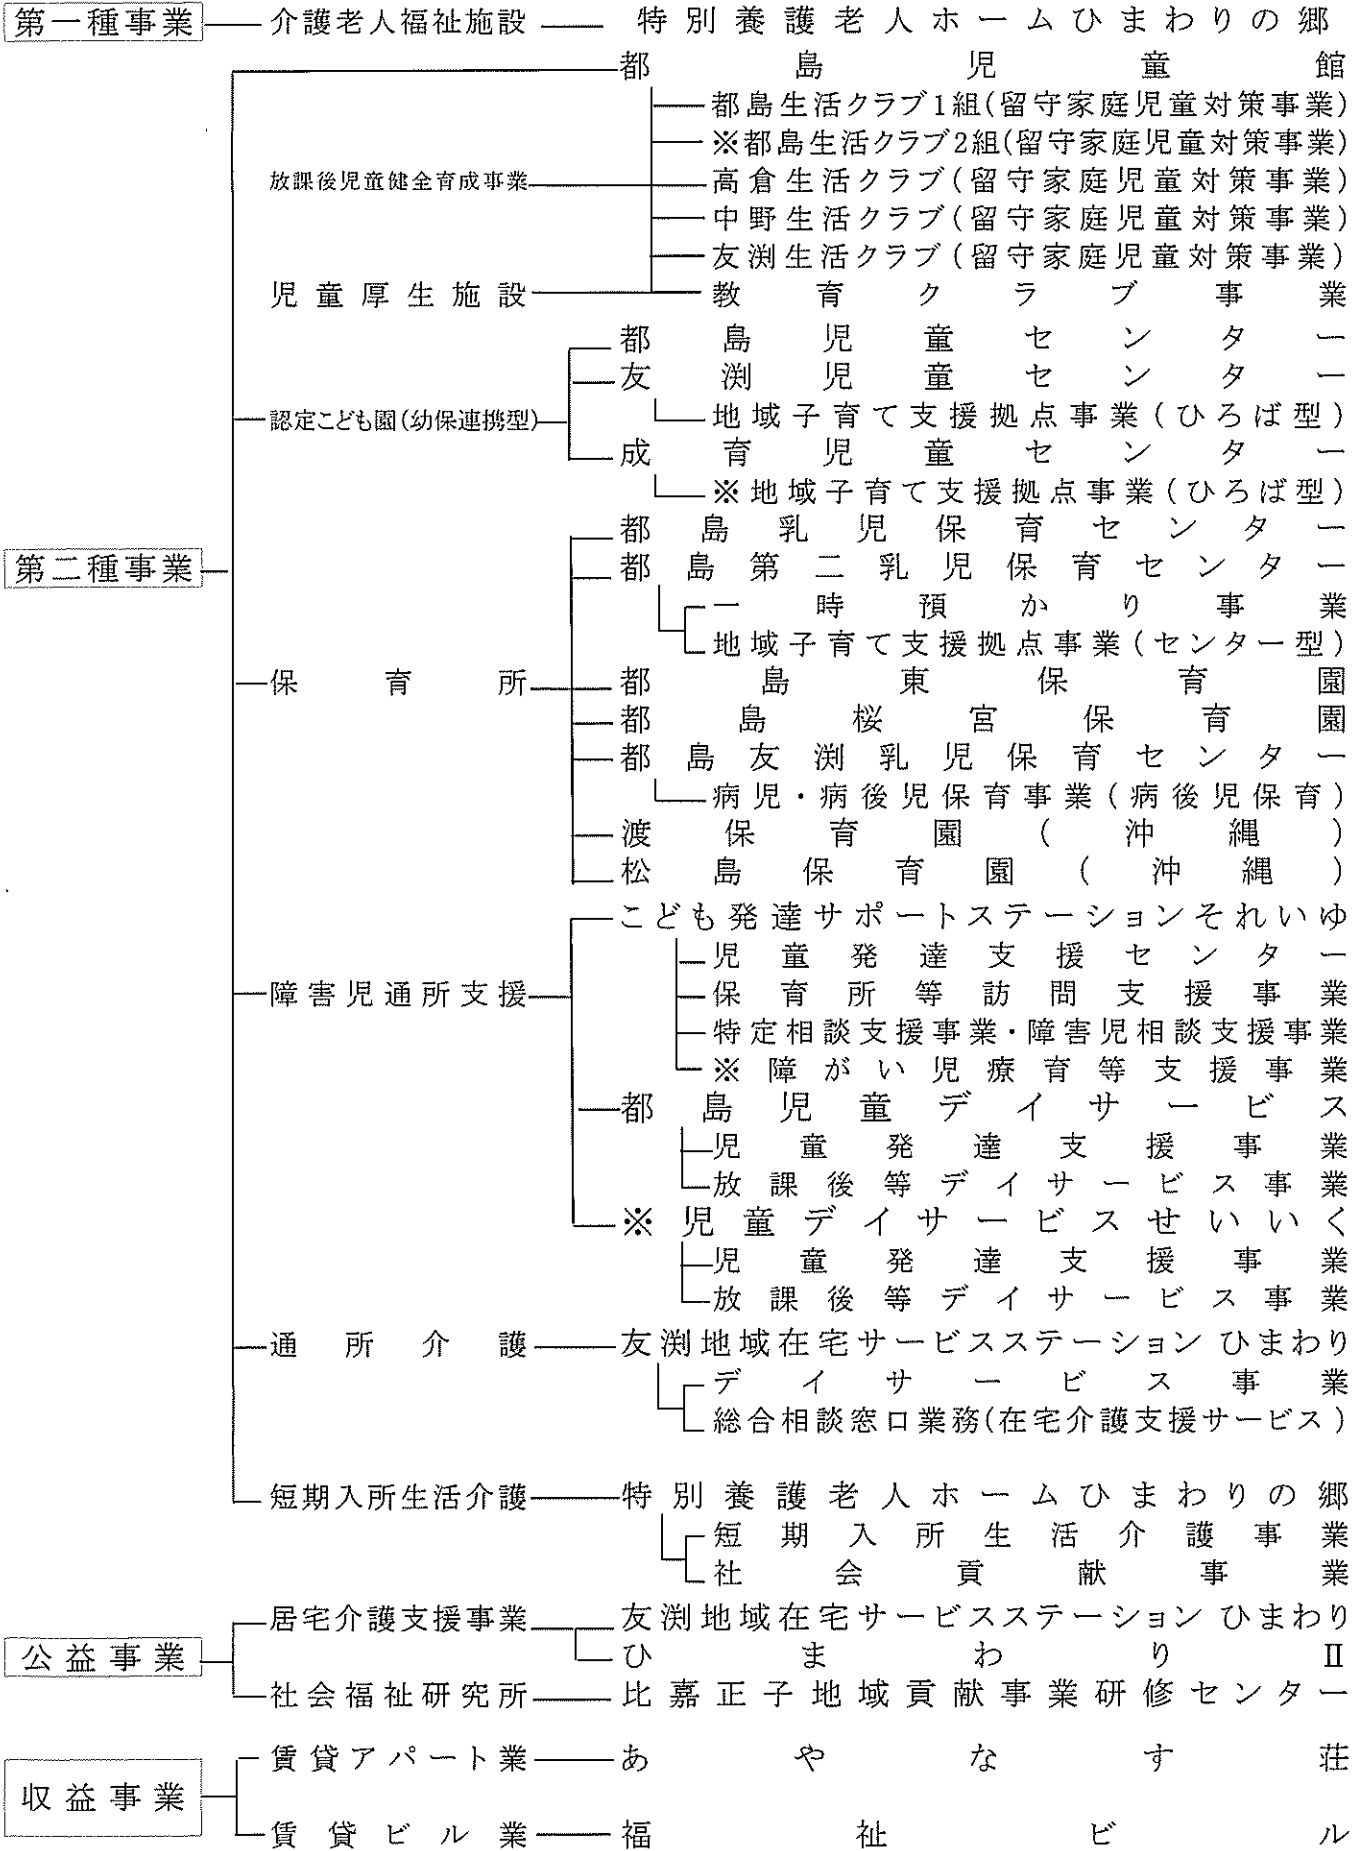 第一種事業 介護老人福祉施設 特別養護老人ホームひまわりの郷
都島児童館
都島生活クラブ1組(留守家庭児童対策事業)
※都島生活クラブ2組(留守家庭児童対策事業)
放課後児童健全育成事業 高倉生活クラブ(留守家庭児童対策事業)
中野生活クラブ(留守家庭児童対策事業)
友渕生活クラブ(留守家庭児童対策事業)
児童厚生施設 教育クラブ事業
都島児童センター
友渕児童センター
認定こども園(幼保連携型) 地域子育て支援拠点事業(ひろば型)
成育児童センター
※地域子育て支援拠点事業(ひろば型)
都島乳児保育センター
第二種事業 都島第二乳児保育センター
一時預かり事業
地域子育て支援拠点事業(センター型)
保育所 都島東保育園
都島桜宮保育園
都島友渕乳児保育センター
病児・病後児保育事業(病後児保育)
渡保育園(沖縄)
松島保育園(沖縄)
こども発達サポートステーションそれいゆ
児童発達支援センター
障害児通所支援 保育所等訪問支援事業
特定相談支援事業・障害児相談支援事業
※障がい児療育等支援事業
都島児童デイサービス
児童発達支援事業
放課後等デイサービス事業
※児童デイサービスせいいく
児童発達支援事業
放課後等デイサービス事業
通所介護 友渕地域在宅サービスステーション ひまわり
デイサービス事業
総合相談窓口業務(在宅介護支援サービス)
短期入所生活介護 特別養護老人ホームひまわりの郷
短期入所生活介護事業
社会貢献事業
居宅介護支援事業 友渕地域在宅サービスステーション ひまわり
公益事業 ひまわりⅡ
社会福祉研究所 比嘉正子地域貢献事業研修センター
賃貸アパート業 あやなす荘
収益事業
賃貸ビル業 福祉ビル